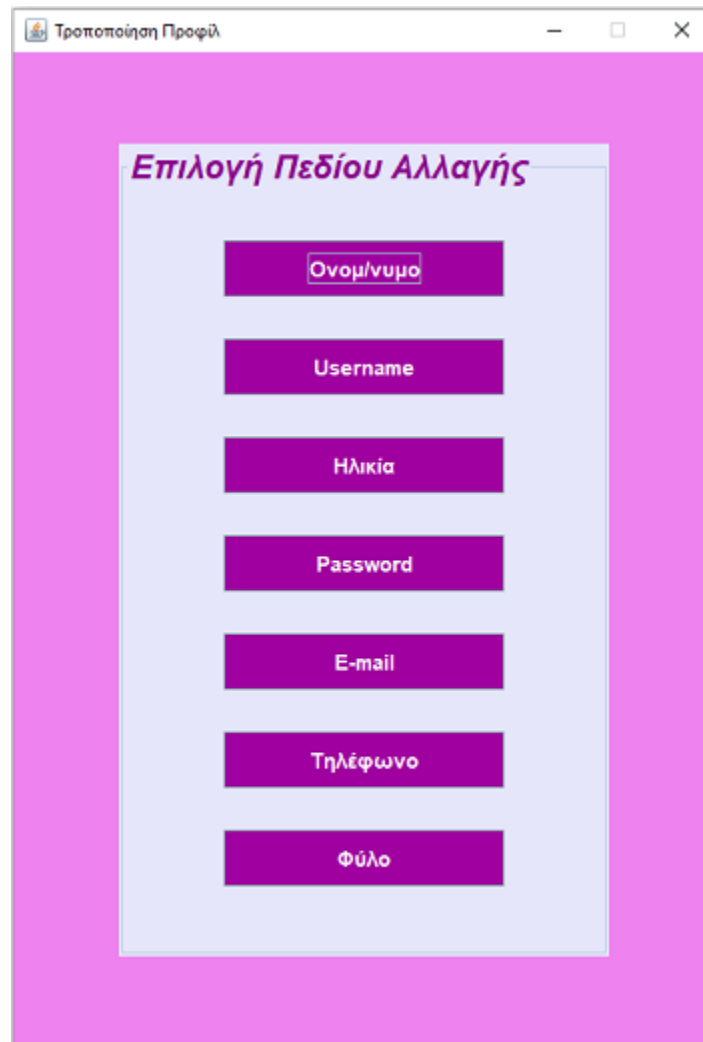 Τροποποίηση Προφίλ
Επιλογή Πεδίου Αλλαγής
Ονομ/νυμο
Username
Ηλικία
Password
E-mail
Τηλέφωνο
Φύλο